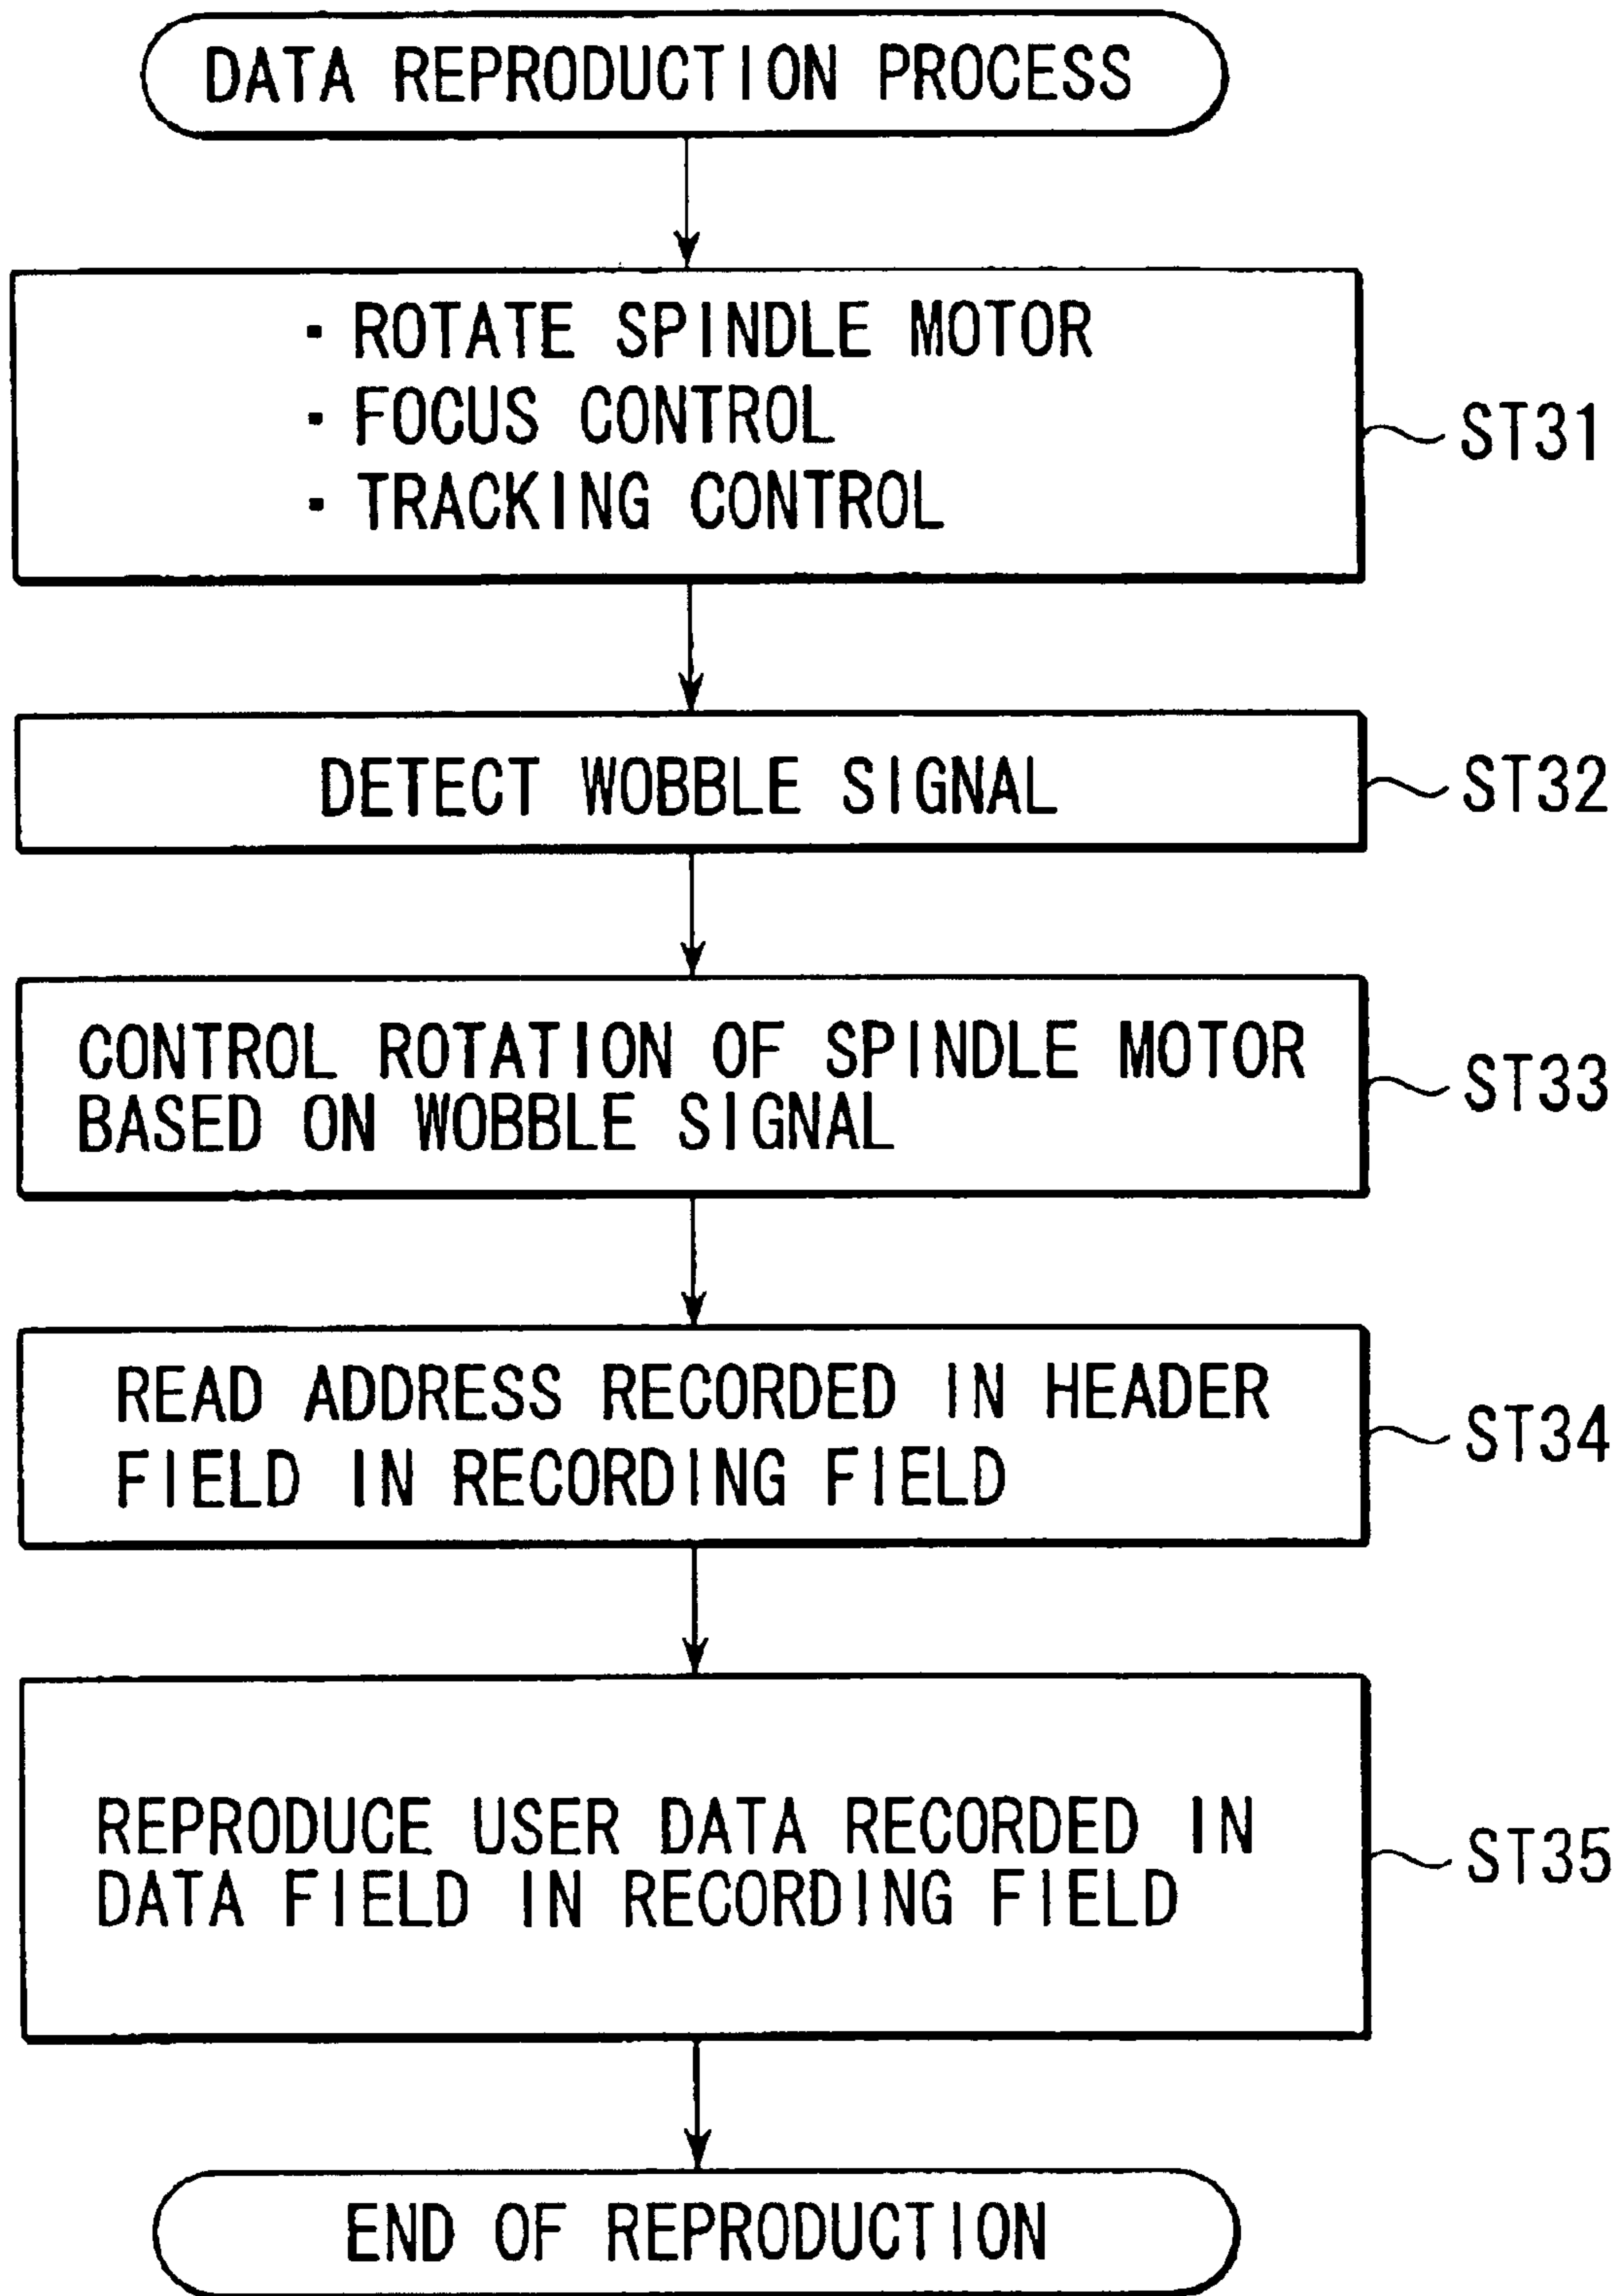 DATA REPRODUCTION PROCESS
· ROTATE SPINDLE MOTOR
· FOCUS CONTROL
· TRACKING CONTROL
ST31
DETECT WOBBLE SIGNAL
ST32
CONTROL ROTATION OF SPINDLE MOTOR
BASED ON WOBBLE SIGNAL
ST33
READ ADDRESS RECORDED IN HEADER
FIELD IN RECORDING FIELD
ST34
REPRODUCE USER DATA RECORDED IN
DATA FIELD IN RECORDING FIELD
ST35
END OF REPRODUCTION